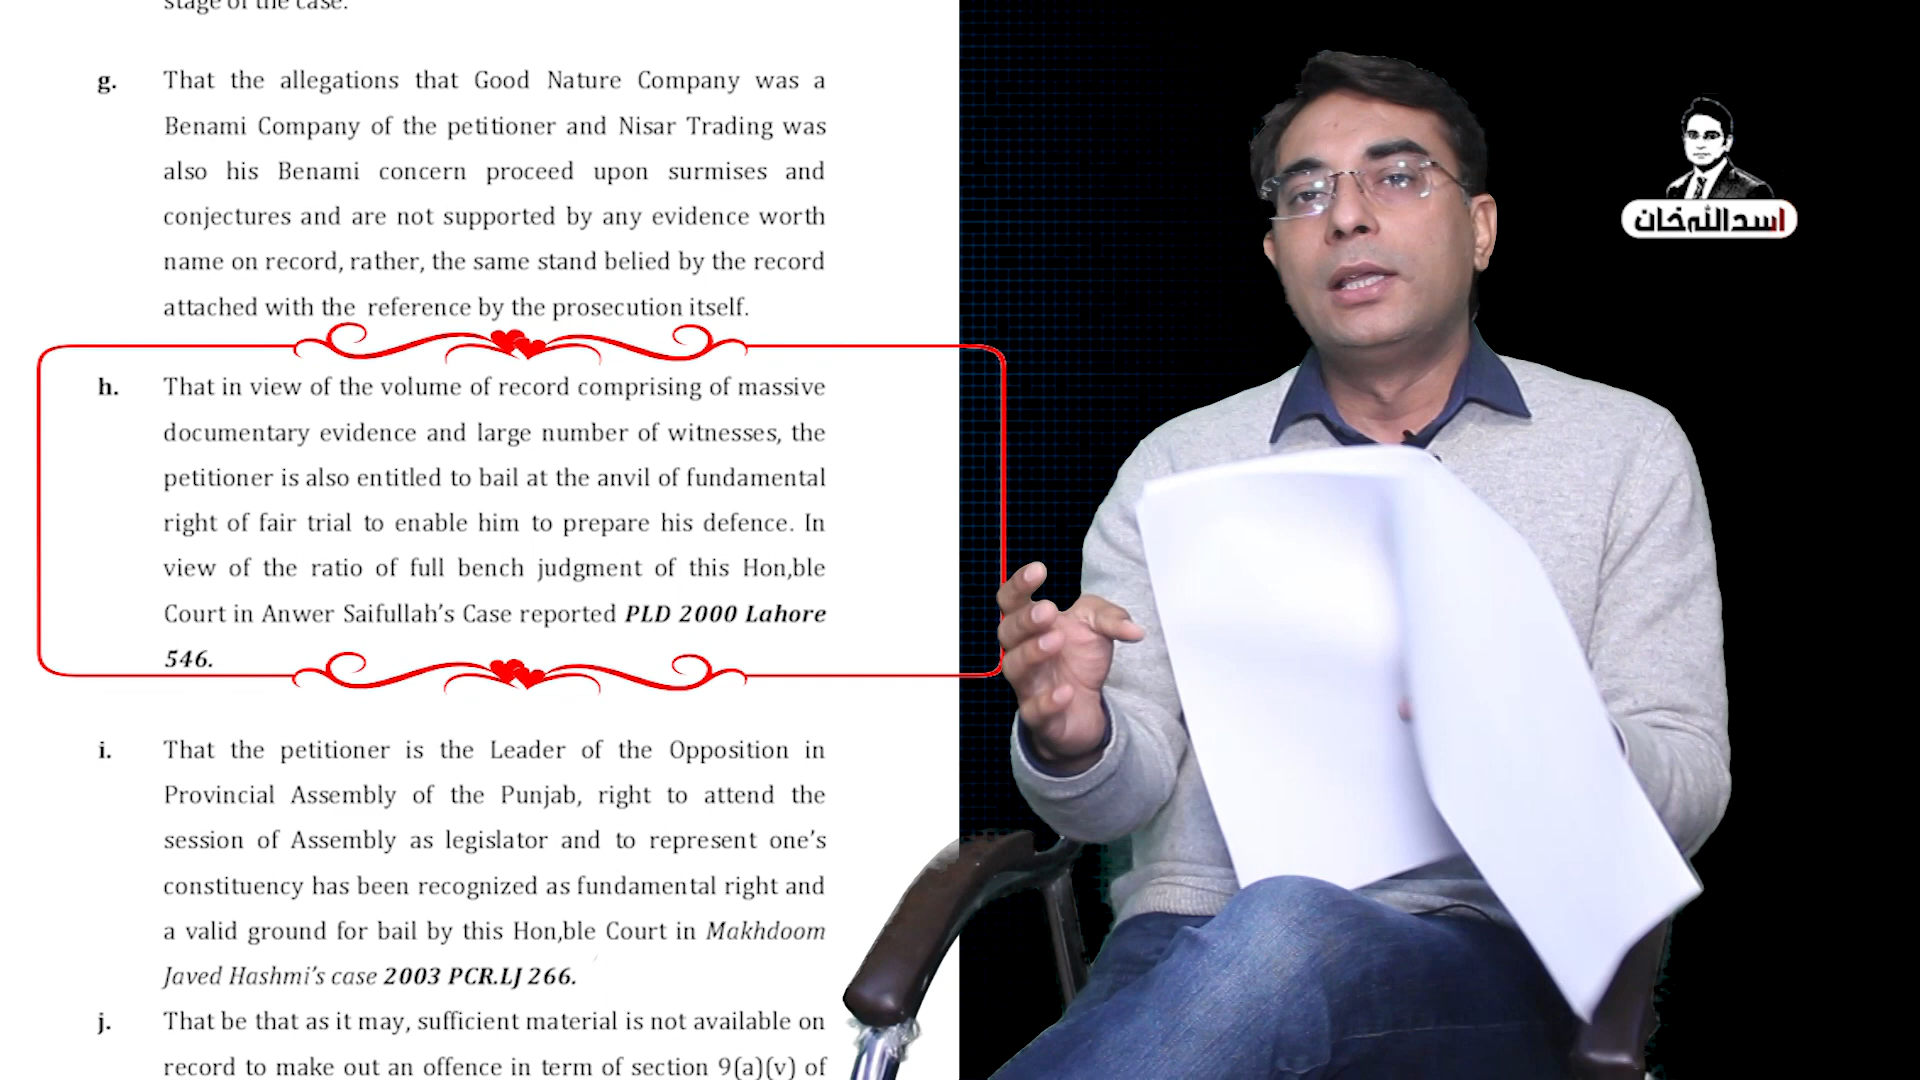 stage of the case.
g. That the allegations that Good Nature Company was a
Benami Company of the petitioner and Nisar Trading was
also his Benami concern proceed upon surmises and
conjectures and are not supported by any evidence worth
name on record, rather, the same stand belied by the record
attached with the reference by the prosecution itself.
h. That in view of the volume of record comprising of massive
documentary evidence and large number of witnesses, the
petitioner is also entitled to bail at the anvil of fundamental
right of fair trial to enable him to prepare his defence. In
view of the ratio of full bench judgment of this Hon,ble
Court in Anwer Saifullah’s Case reported PLD 2000 Lahore
546.
i. That the petitioner is the Leader of the Opposition in
Provincial Assembly of the Punjab, right to attend the
session of Assembly as legislator and to represent one’s
constituency has been recognized as fundamental right and
a valid ground for bail by this Hon,ble Court in Makhdoom
Javed Hashmi’s case 2003 PCR.LJ 266.
j. That be that as it may, sufficient material is not available on
record to make out an offence in term of section 9(a)(v) of
اسداللہ خان